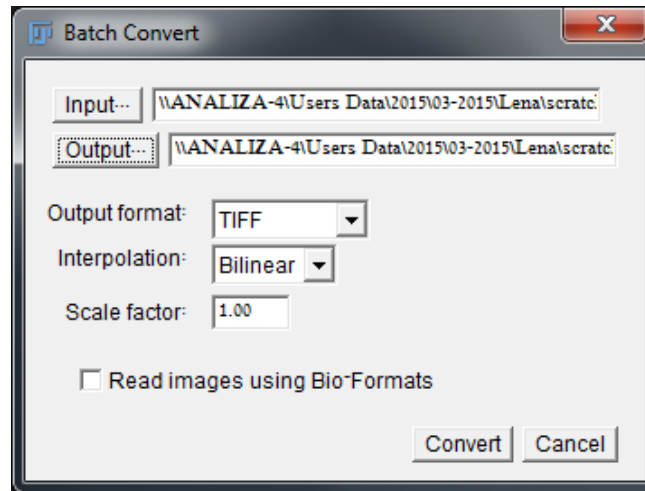 Batch Convert
Input... \\ANALIZA-4\Users Data\2015\03-2015\Lena\scratc
Output... \\ANALIZA-4\Users Data\2015\03-2015\Lena\scratc
Output format: TIFF
Interpolation: Bilinear
Scale factor: 1.00
Read images using Bio-Formats
Convert Cancel